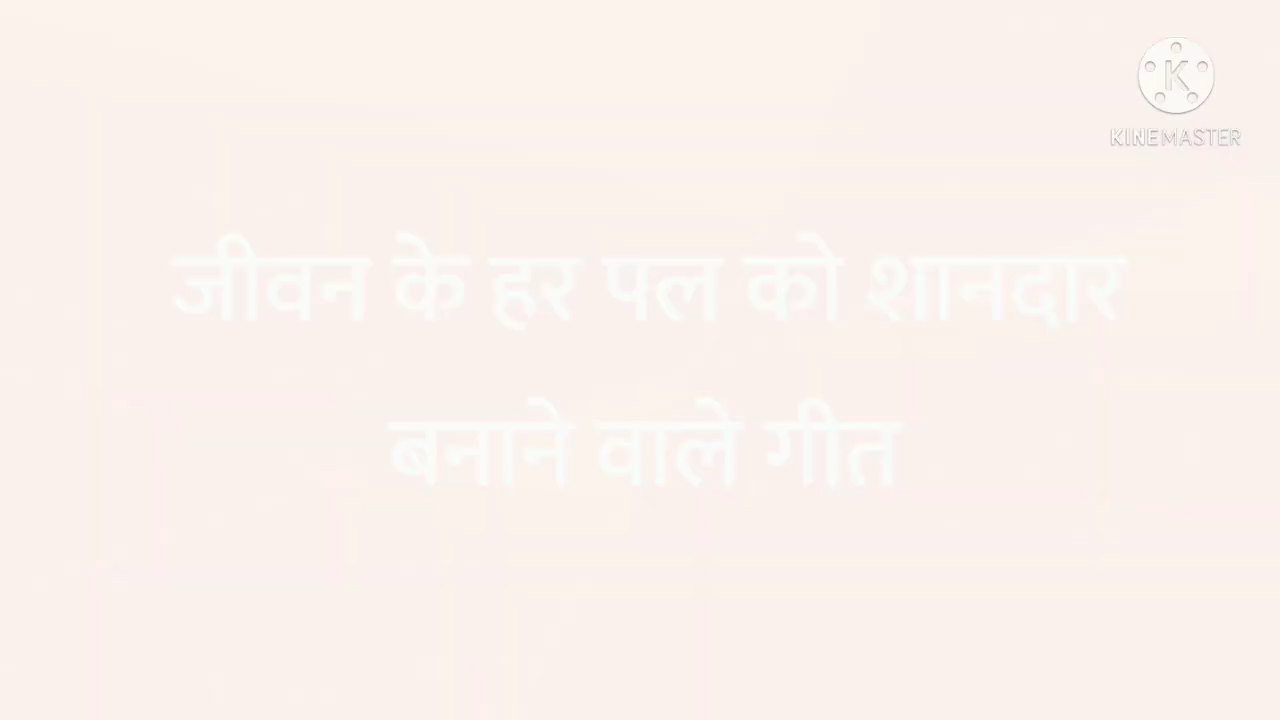 K
KINEMASTER
जीवन के हर पल को शानदार
बनाने वाले गीत